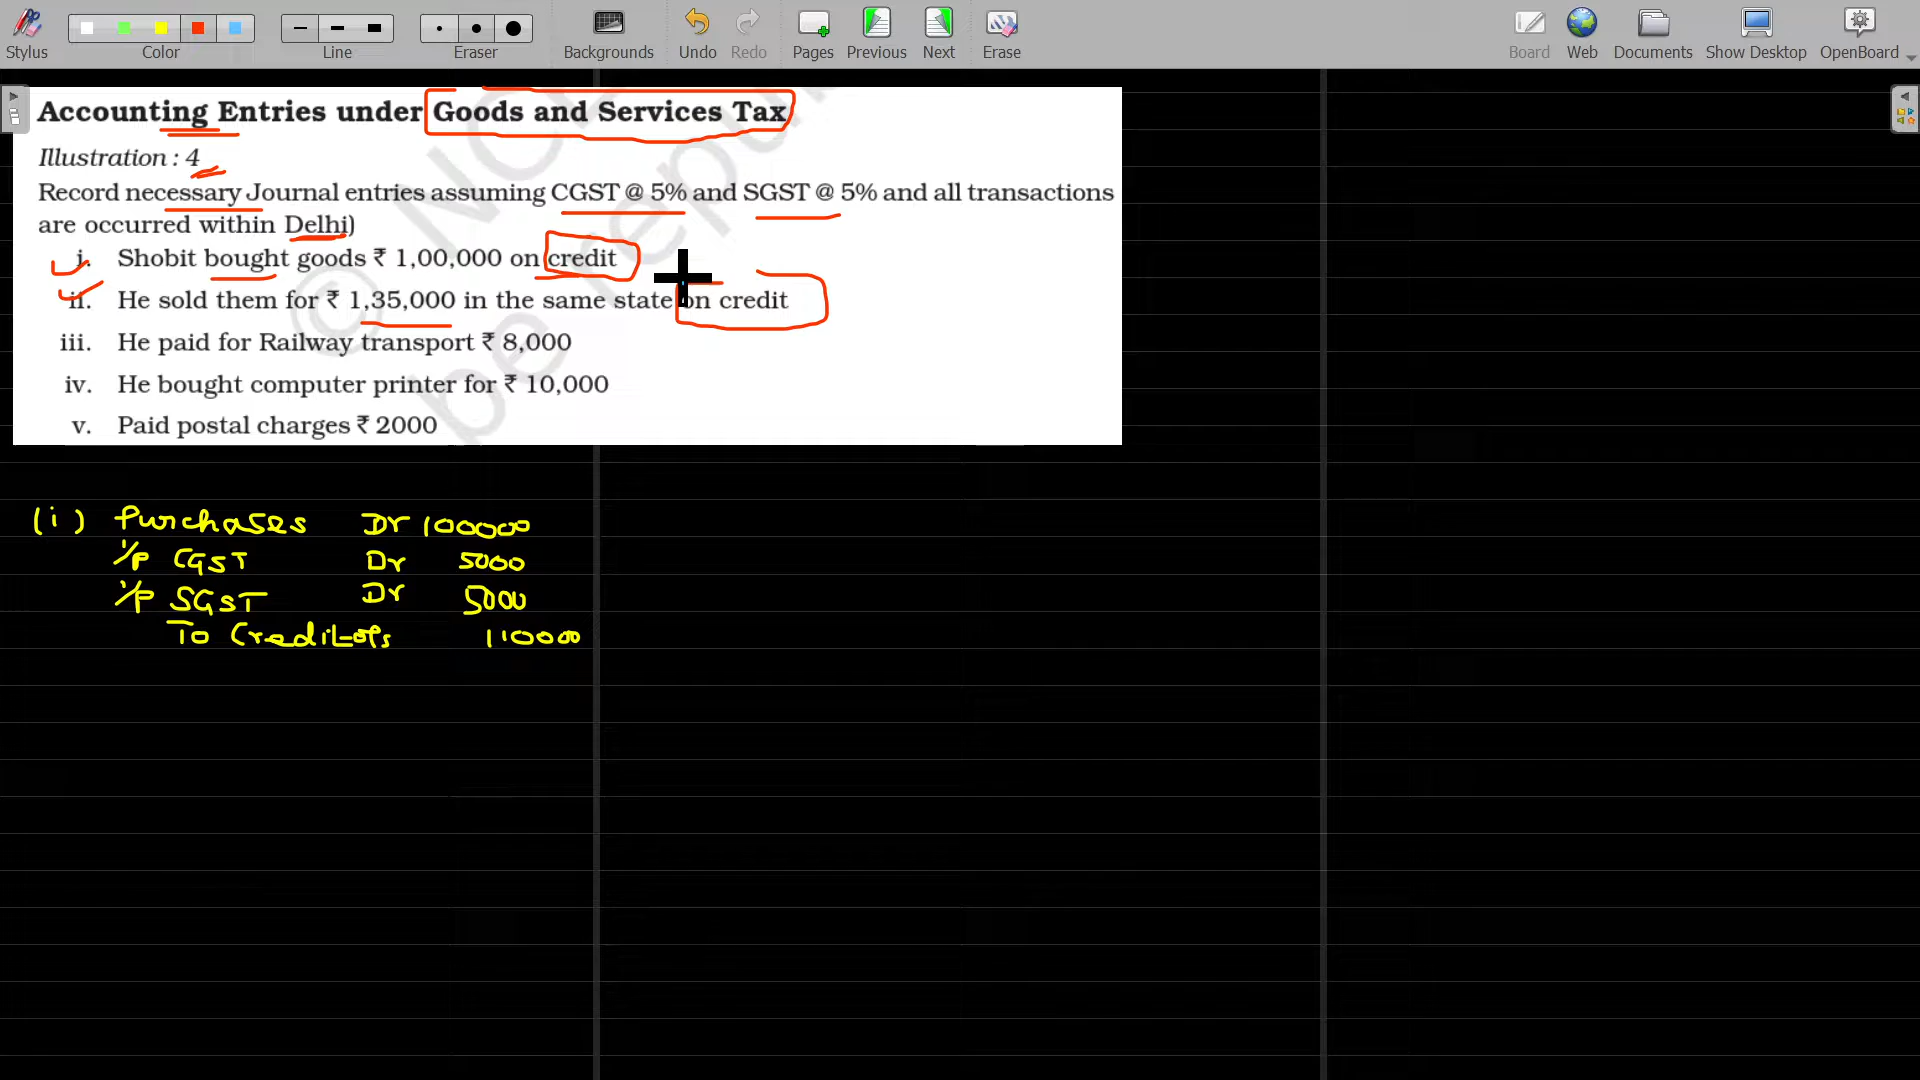 Stylus Color Line Eraser Backgrounds Undo Redo Pages Previous Next Erase Board Web Documents Show Desktop OpenBoard
Accounting Entries under Goods and Services Tax
Illustration : 4
Record necessary Journal entries assuming CGST @ 5% and SGST @ 5% and all transactions
are occurred within Delhi)
i. Shobit bought goods ₹ 1,00,000 on credit
ii. He sold them for ₹ 1,35,000 in the same state on credit
iii. He paid for Railway transport ₹ 8,000
iv. He bought computer printer for ₹ 10,000
v. Paid postal charges ₹ 2000
(i) Purchases Dr 100000
i/p CGST Dr 5000
i/p SGST Dr 5000
To Creditors 110000